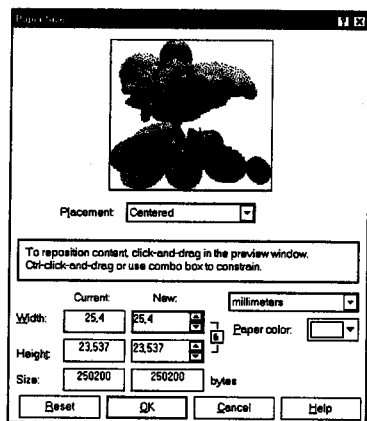 Paper Size
Placement: Centered
To reposition content, click-and-drag in the preview window.
Ctrl-click-and-drag or use combo box to constrain.
Current: New: millimeters
Width: 25,4 25,4 Paper color:
Height: 23,537 23,537
Size: 250200 250200 bytes
Reset OK Cancel Help